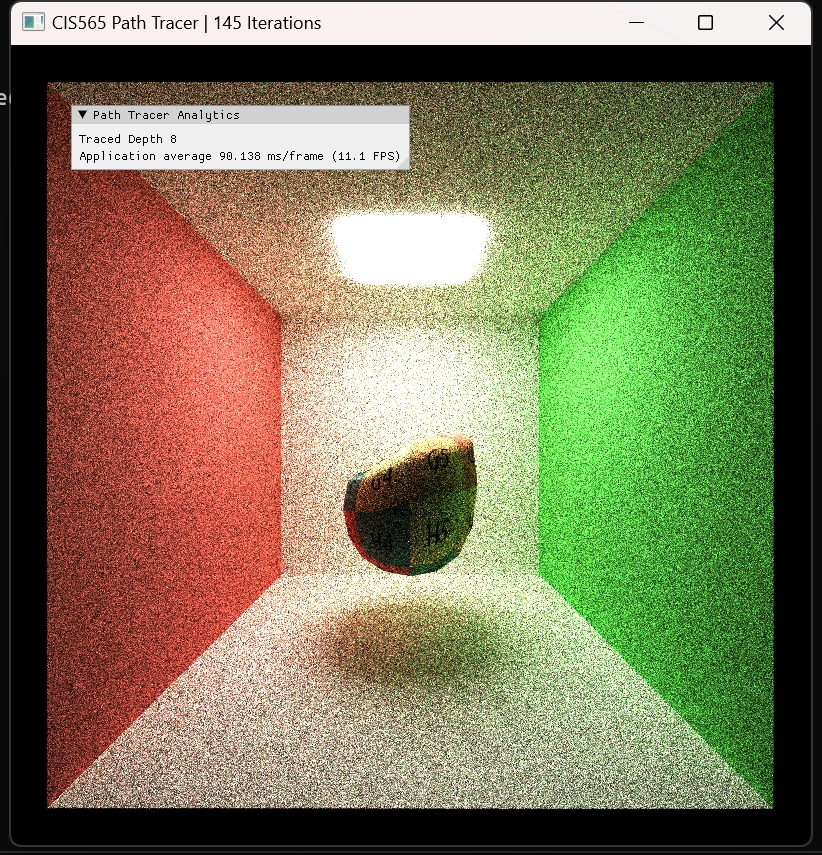 CIS565 Path Tracer | 145 Iterations
Path Tracer Analytics
Traced Depth 8
Application average 90.138 ms/frame (11.1 FPS)
G4 G5
H4 H5